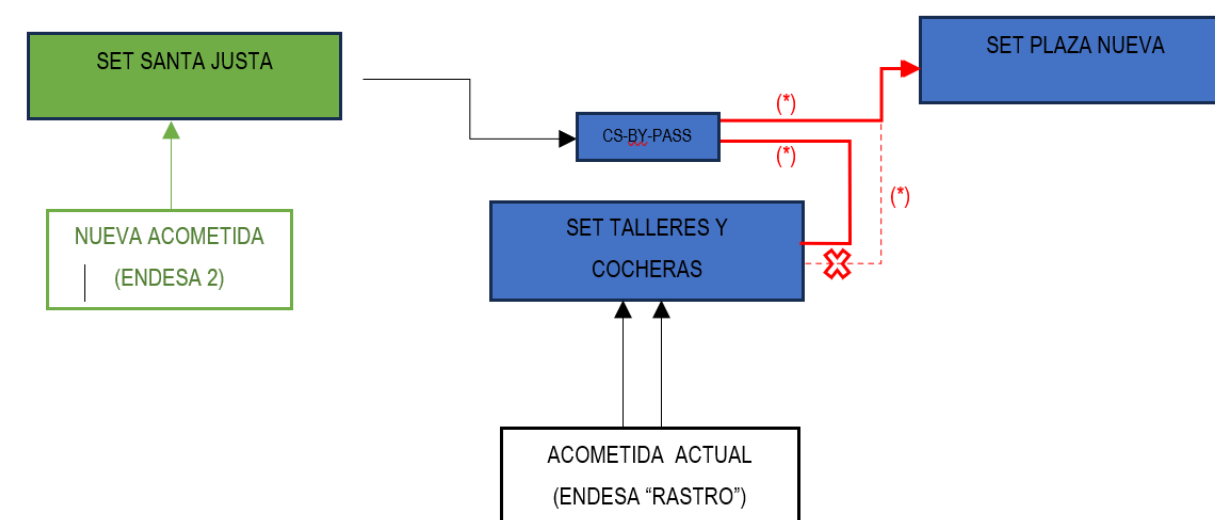 SET SANTA JUSTA
SET PLAZA NUEVA
(*)
CS-BY-PASS
(*)
(*)
SET TALLERES Y
COCHERAS
NUEVA ACOMETIDA
(ENDESA 2)
ACOMETIDA ACTUAL
(ENDESA “RASTRO”)